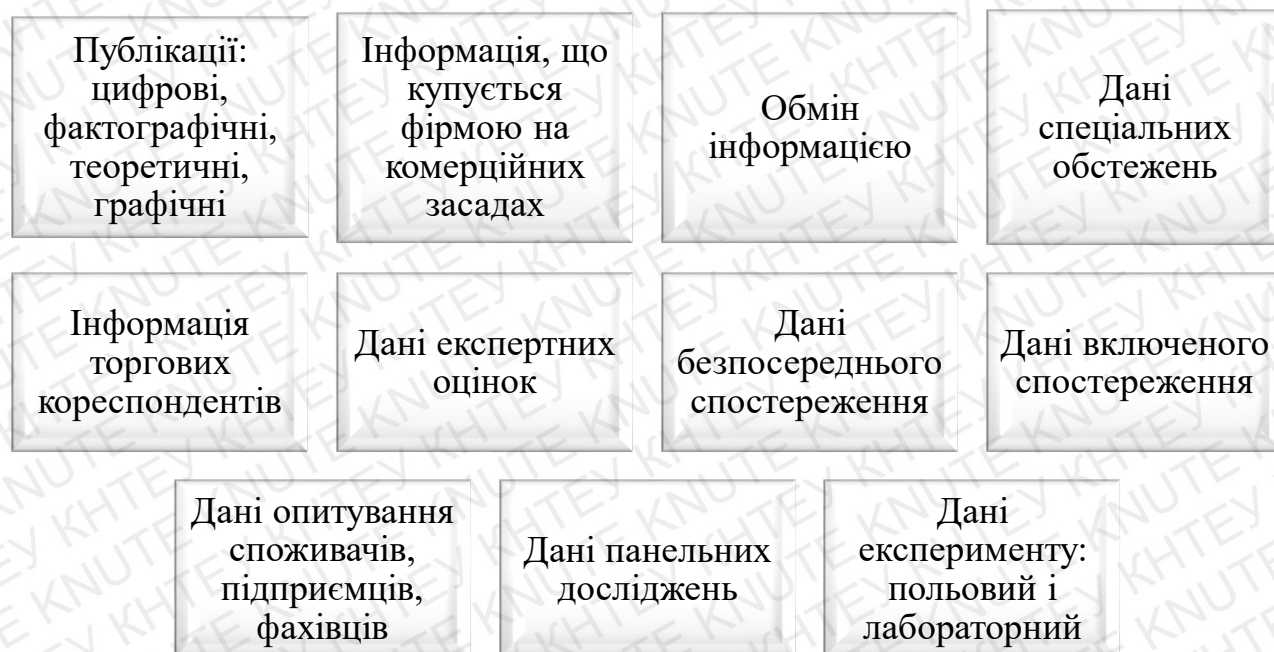 Публікації:
цифрові,
фактографічні,
теоретичні,
графічні
Інформація, що
купується
фірмою на
комерційних
засадах
Обмін
інформацією
Дані
спеціальних
обстежень
Інформація
торгових
кореспондентів
Дані експертних
оцінок
Дані
безпосереднього
спостереження
Дані включеного
спостереження
Дані опитування
споживачів,
підприємців,
фахівців
Дані панельних
досліджень
Дані
експерименту:
польовий і
лабораторний